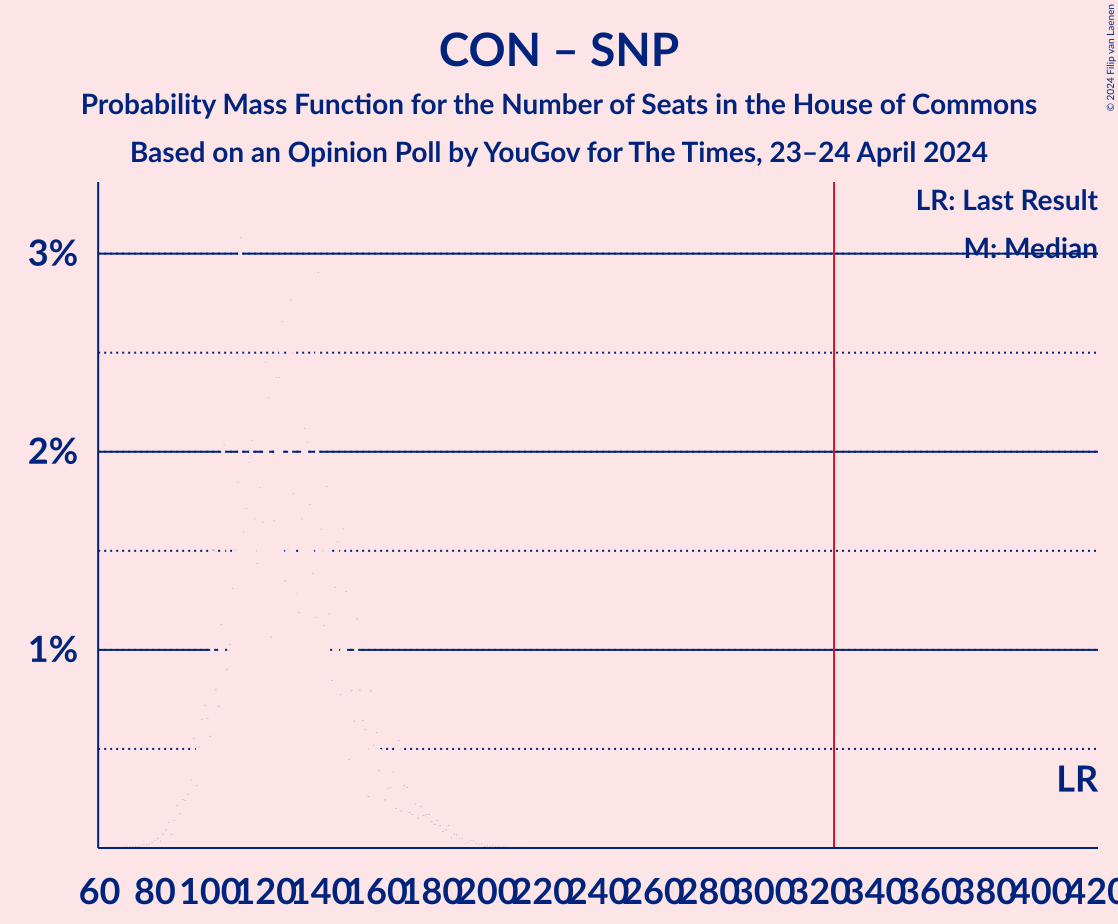 CON – SNP
Probability Mass Function for the Number of Seats in the House of Commons
Based on an Opinion Poll by YouGov for The Times, 23–24 April 2024
© 2024 Filip van Laenen
LR: Last Result
M: Median
3%
2%
1%
LR
60 80 100 120 140 160 180 200 220 240 260 280 300 320 340 360 380 400 420